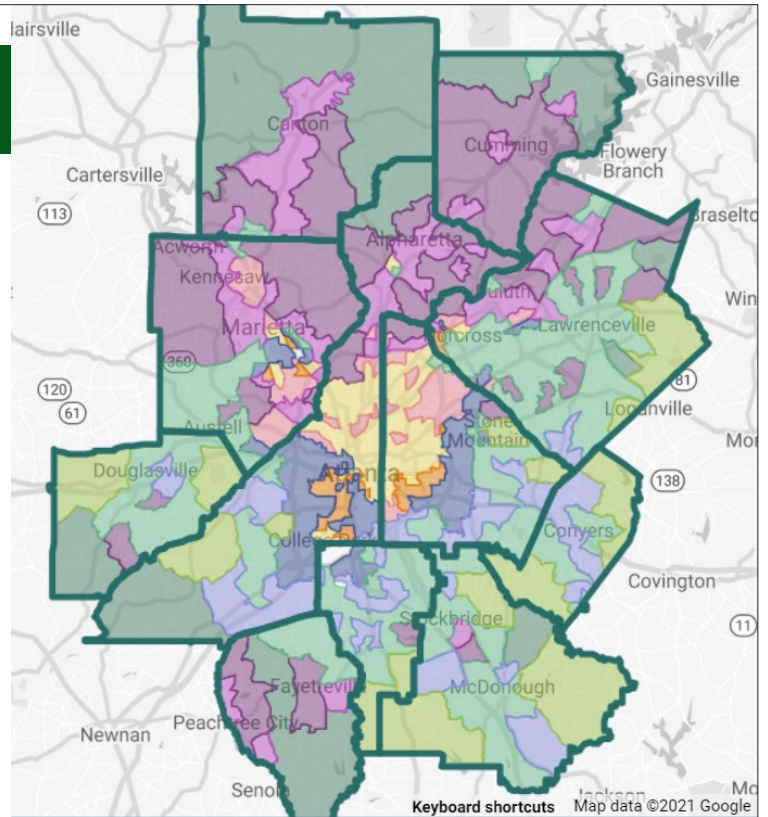 lairsville
Gainesville
Canton
Cumming
Flowery
Branch
Cartersville
113
Braselto
Acworth
Alpharetta
Kennesaw
Duluth
Win
Marietta
Lawrenceville
360
120
61
81
Loganville
Austell
Stone
Mountain
Mo
Douglasville
Atlanta
138
College Park
Conyers
Covington
Stockbridge
11
Fayetteville
McDonough
Peachtree City
Newnan
Senoia
Jackson
Mo
Keyboard shortcuts
Map data ©2021 Google